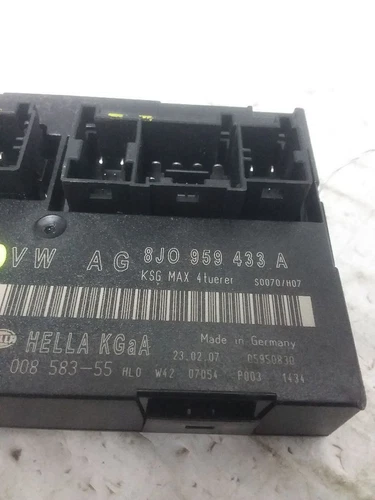 VW AG 8J0 959 433 A
KSG MAX 4tuerer S0070/H07
HELLA KGaA Made in Germany
23.02.07 05950830
008 583-55 HL0 W42 07054 P003 1434